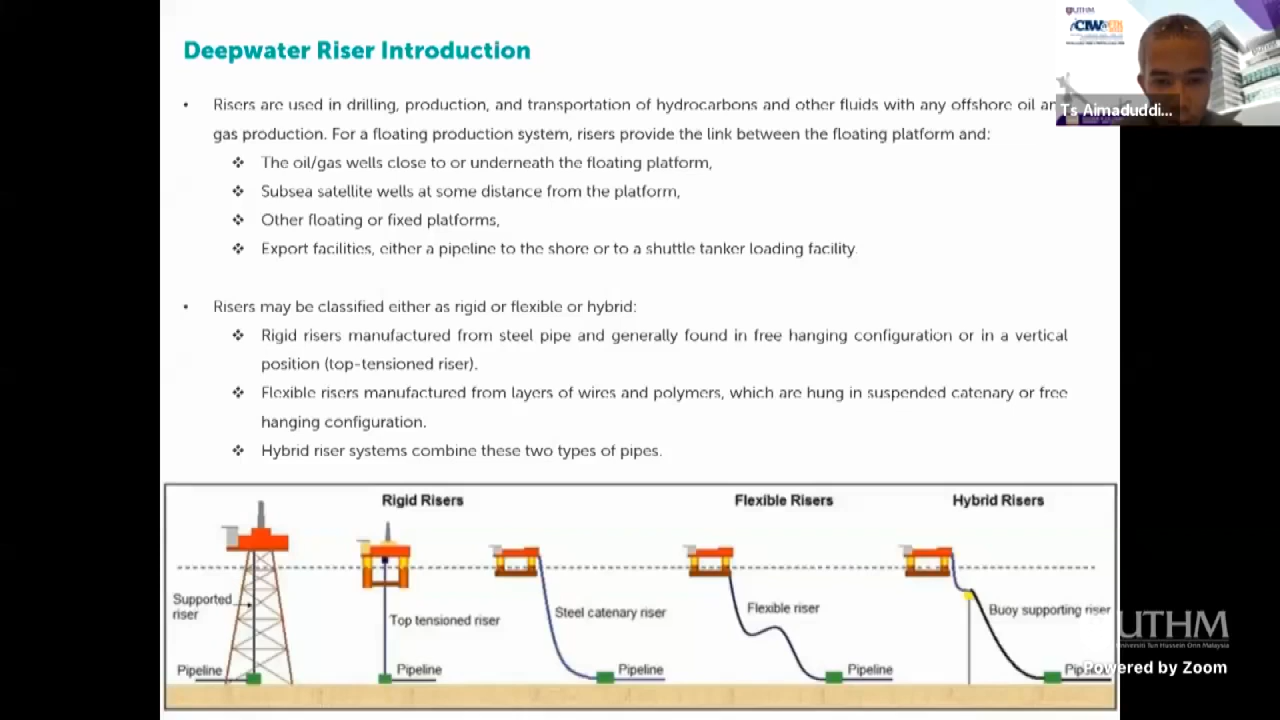 Deepwater Riser Introduction
• Risers are used in drilling, production, and transportation of hydrocarbons and other fluids with any offshore oil an
gas production. For a floating production system, risers provide the link between the floating platform and:
❖ The oil/gas wells close to or underneath the floating platform,
❖ Subsea satellite wells at some distance from the platform,
❖ Other floating or fixed platforms,
❖ Export facilities, either a pipeline to the shore or to a shuttle tanker loading facility.
• Risers may be classified either as rigid or flexible or hybrid:
❖ Rigid risers manufactured from steel pipe and generally found in free hanging configuration or in a vertical
position (top-tensioned riser).
❖ Flexible risers manufactured from layers of wires and polymers, which are hung in suspended catenary or free
hanging configuration.
❖ Hybrid riser systems combine these two types of pipes.
Rigid Risers
Flexible Risers
Hybrid Risers
Supported
riser
Pipeline
Top tensioned riser
Pipeline
Steel catenary riser
Pipeline
Flexible riser
Pipeline
Buoy supporting riser
UTHM
Ts Aimaduddi...
UTHM
Universiti Tun Hussein Onn Malaysia
Powered by Zoom